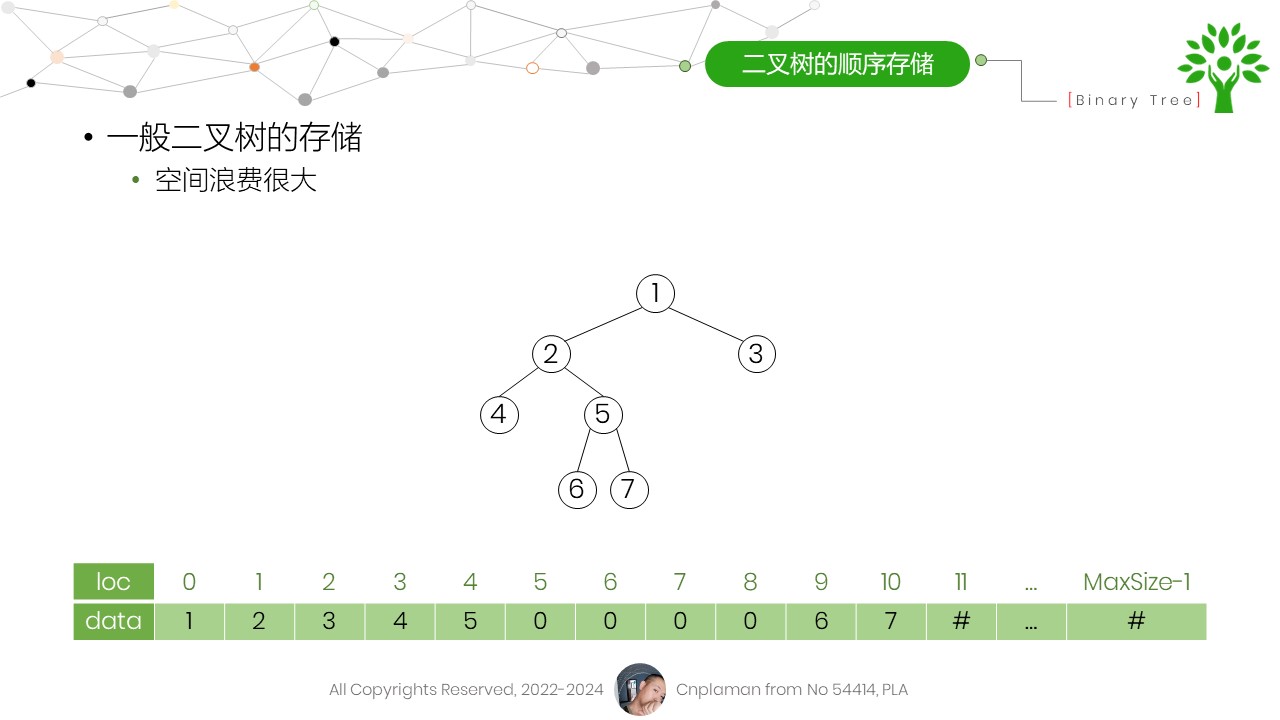 二叉树的顺序存储
[Binary Tree]
• 一般二叉树的存储
• 空间浪费很大
1
2 3
4 5
6 7
loc 0 1 2 3 4 5 6 7 8 9 10 11 ... MaxSize-1
data 1 2 3 4 5 0 0 0 0 6 7 # ... #
All Copyrights Reserved, 2022-2024 Cnplaman from No 54414, PLA